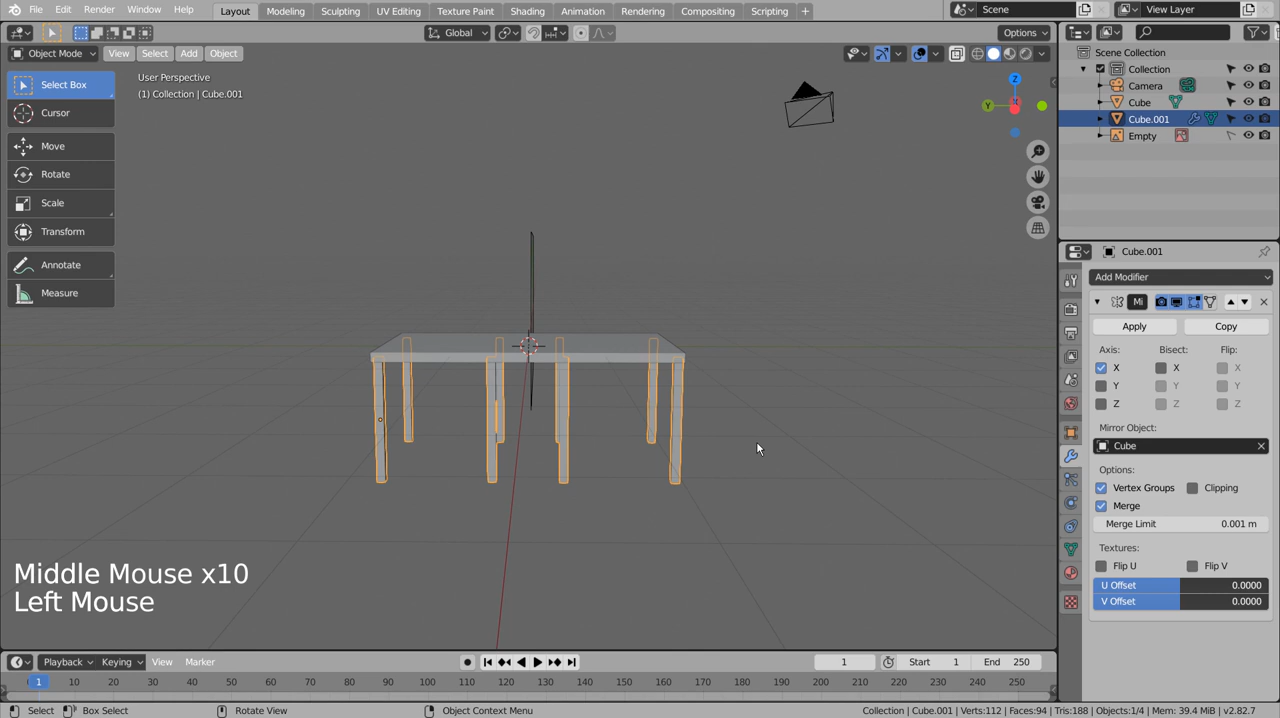 File Edit Render Window Help Layout Modeling Sculpting UV Editing Texture Paint Shading Animation Rendering Compositing Scripting + Scene View Layer
Global Options
Object Mode View Select Add Object
User Perspective
(1) Collection | Cube.001
Select Box
Cursor
Move
Rotate
Scale
Transform
Annotate
Measure
Z
Y
X
Middle Mouse x10
Left Mouse
Scene Collection
Collection
Camera
Cube
Cube.001
Empty
Cube.001
Add Modifier
Mi
Apply Copy
Axis: Bisect: Flip:
X X X
Y Y Y
Z Z Z
Mirror Object:
Cube
Options:
Vertex Groups Clipping
Merge
Merge Limit 0.001 m
Textures:
Flip U Flip V
U Offset 0.0000
V Offset 0.0000
Playback Keying View Marker 1 Start 1 End 250
1 10 20 30 40 50 60 70 80 90 100 110 120 130 140 150 160 170 180 190 200 210 220 230 240 250
Select Box Select Rotate View Object Context Menu Collection | Cube.001 | Verts:112 | Faces:94 | Tris:188 | Objects:1/4 | Mem: 39.4 MiB | v2.82.7